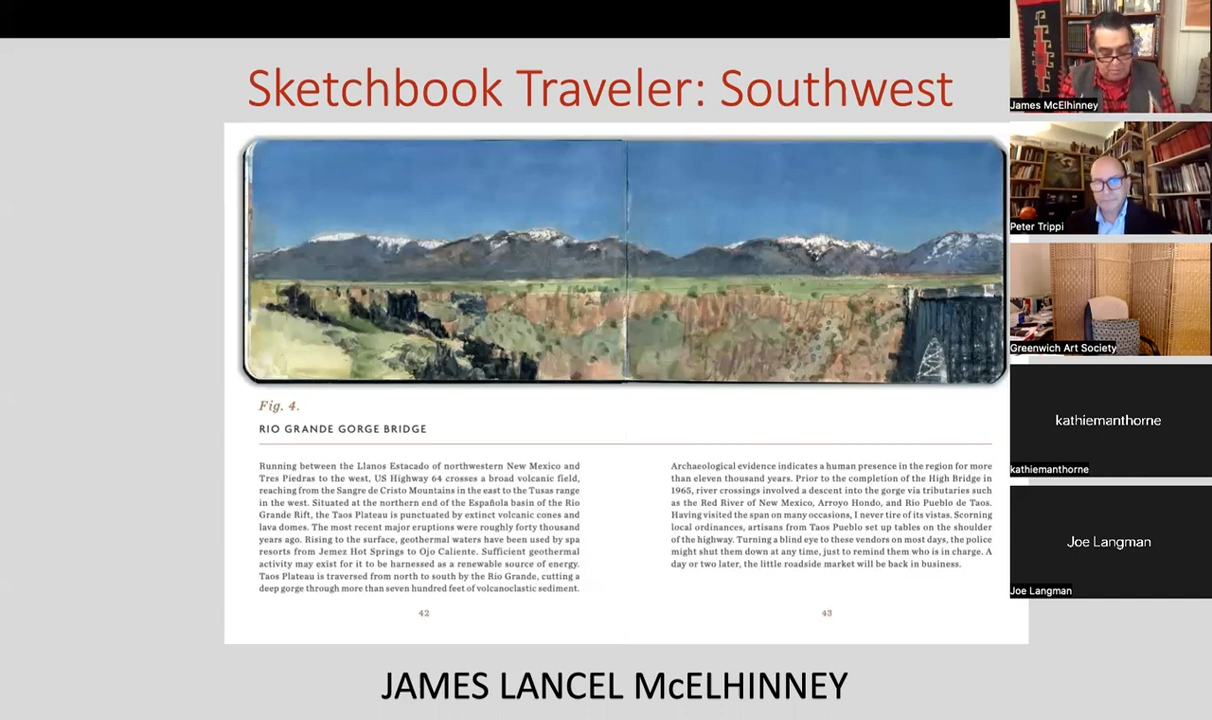 Sketchbook Traveler: Southwest
Fig. 4.
RIO GRANDE GORGE BRIDGE
Running between the Llanos Estacado of northwestern New Mexico and
Tres Piedras to the west, US Highway 64 crosses a broad volcanic field,
reaching from the Sangre de Cristo Mountains in the east to the Tusas range
in the west. Situated at the northern end of the Española basin of the Rio
Grande Rift, the Taos Plateau is punctuated by extinct volcanic cones and
lava domes. The most recent major eruptions were roughly forty thousand
years ago. Rising to the surface, geothermal waters have been used by spa
resorts from Jemez Hot Springs to Ojo Caliente. Sufficient geothermal
activity may exist for it to be harnessed as a renewable source of energy.
Taos Plateau is traversed from north to south by the Rio Grande, cutting a
deep gorge through more than seven hundred feet of volcanoclastic sediment.
42
Archaeological evidence indicates a human presence in the region for more
than eleven thousand years. Prior to the completion of the High Bridge in
1965, river crossings involved a descent into the gorge via tributaries such
as the Red River of New Mexico, Arroyo Hondo, and Rio Pueblo de Taos.
Having visited the span on many occasions, I never tire of its vistas. Scorning
local ordinances, artisans from Taos Pueblo set up tables on the shoulder
of the highway. Turning a blind eye to these vendors on most days, the police
might shut them down at any time, just to remind them who is in charge. A
day or two later, the little roadside market will be back in business.
43
JAMES LANCEL McELHINNEY
James McElhinney
Peter Trippi
Greenwich Art Society
kathiemanthorne
kathiemanthorne
Joe Langman
Joe Langman